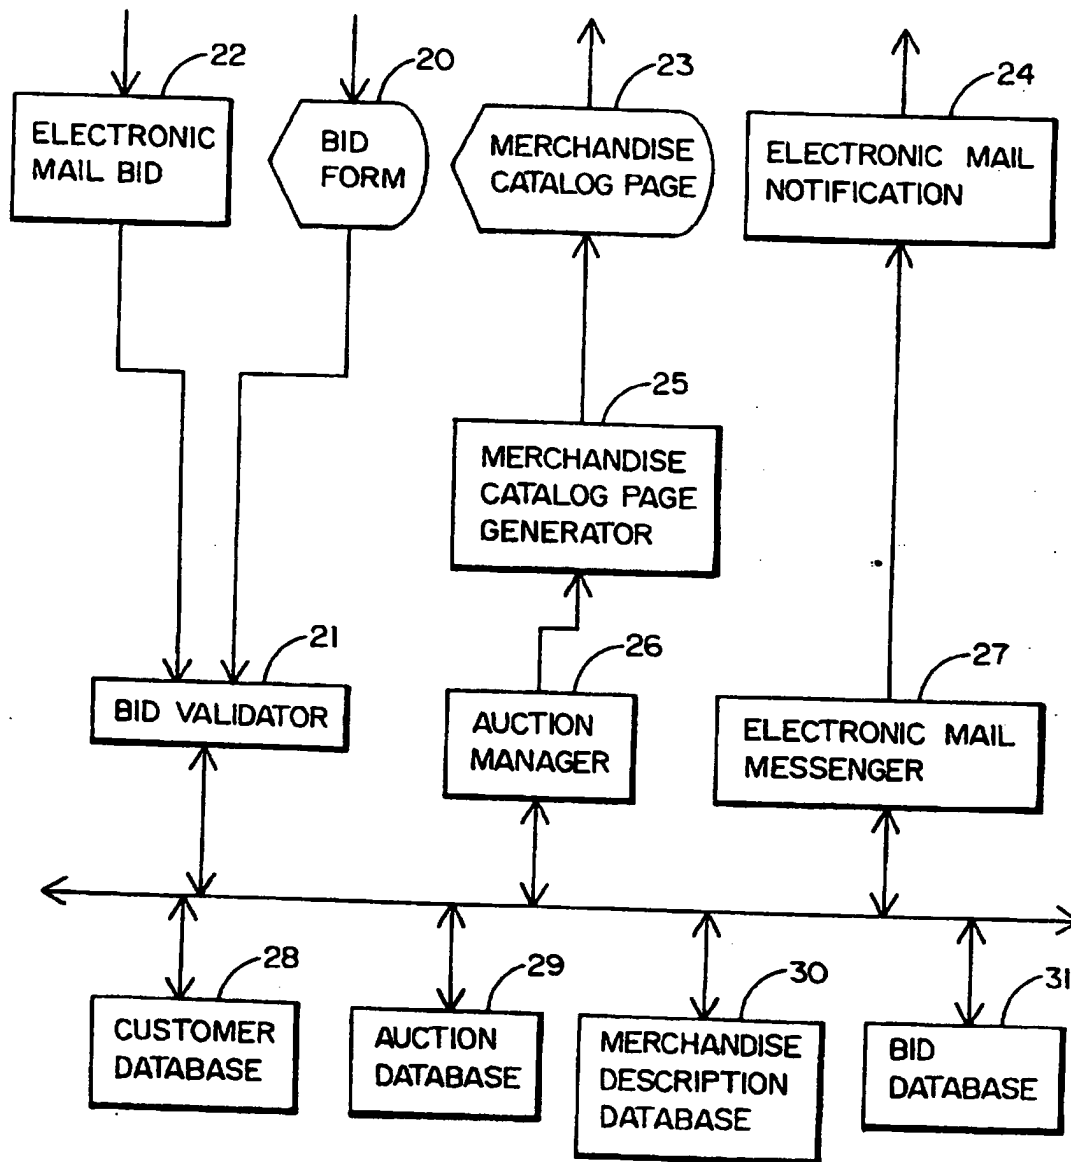 22
ELECTRONIC
MAIL BID
20
BID
FORM
23
MERCHANDISE
CATALOG PAGE
24
ELECTRONIC MAIL
NOTIFICATION
25
MERCHANDISE
CATALOG PAGE
GENERATOR
21
BID VALIDATOR
26
AUCTION
MANAGER
27
ELECTRONIC MAIL
MESSENGER
28
CUSTOMER
DATABASE
29
AUCTION
DATABASE
30
MERCHANDISE
DESCRIPTION
DATABASE
31
BID
DATABASE